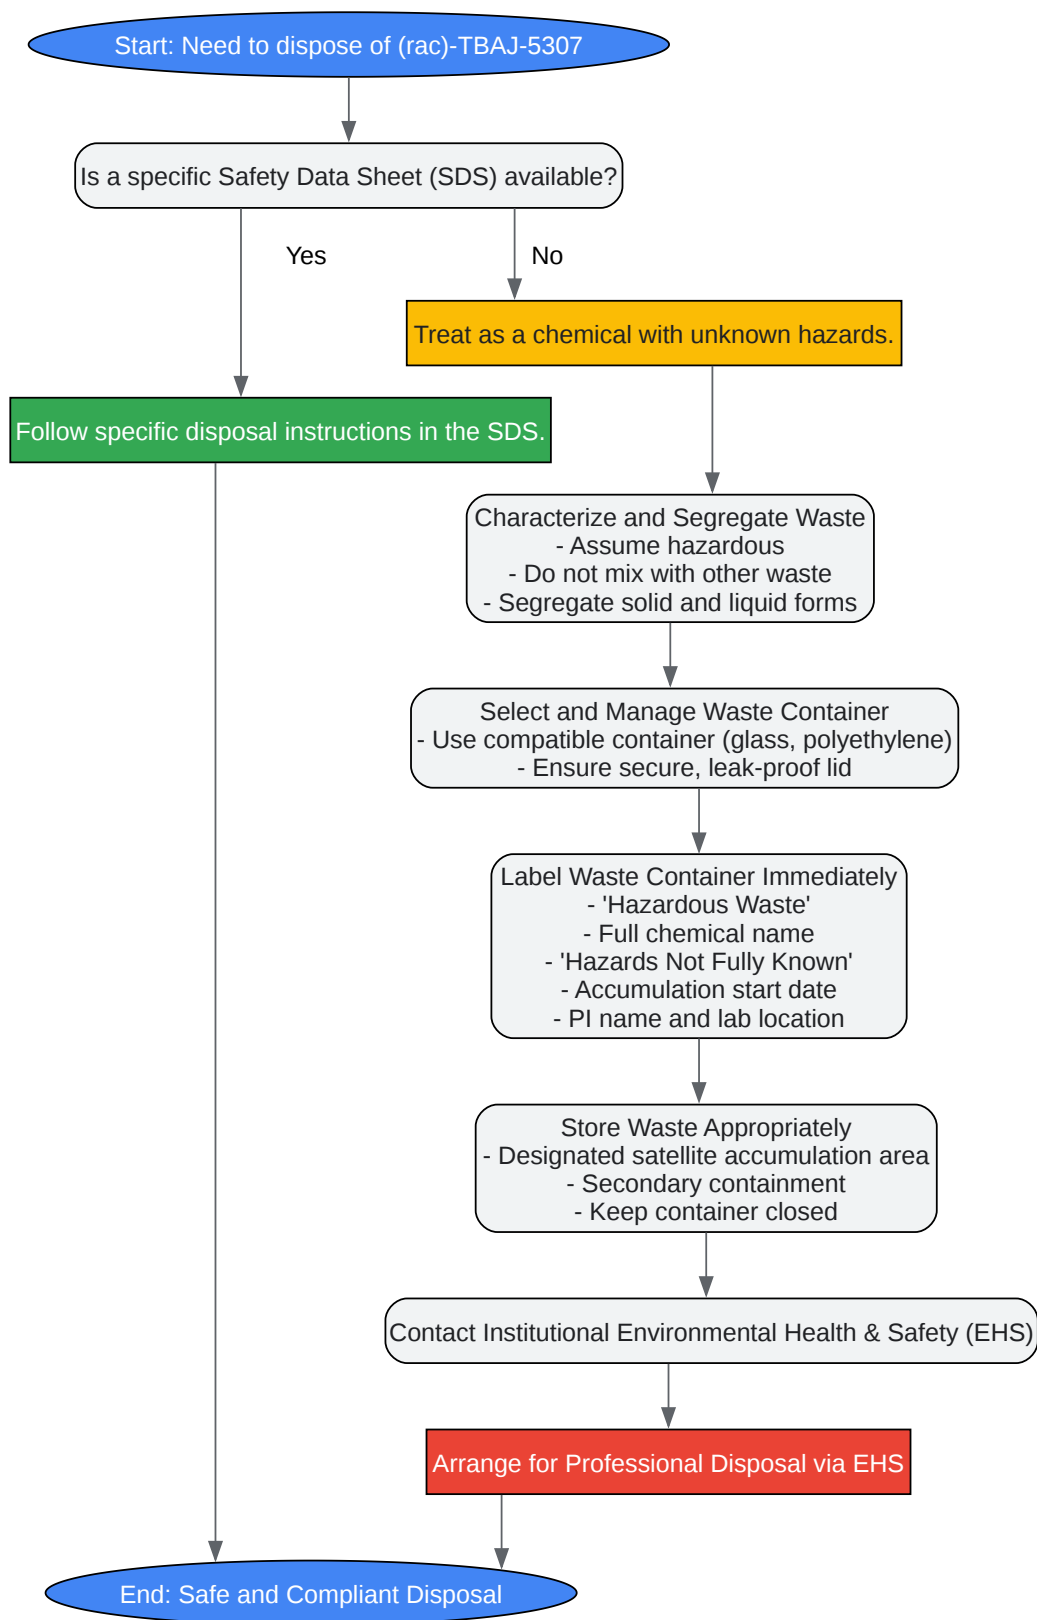 Start: Need to dispose of (rac)-TBAJ-5307
Is a specific Safety Data Sheet (SDS) available?
Yes
No
Treat as a chemical with unknown hazards.
Follow specific disposal instructions in the SDS.
Characterize and Segregate Waste
- Assume hazardous
- Do not mix with other waste
- Segregate solid and liquid forms
Select and Manage Waste Container
- Use compatible container (glass, polyethylene)
- Ensure secure, leak-proof lid
Label Waste Container Immediately
- 'Hazardous Waste'
- Full chemical name
- 'Hazards Not Fully Known'
- Accumulation start date
- PI name and lab location
Store Waste Appropriately
- Designated satellite accumulation area
- Secondary containment
- Keep container closed
Contact Institutional Environmental Health & Safety (EHS)
Arrange for Professional Disposal via EHS
End: Safe and Compliant Disposal